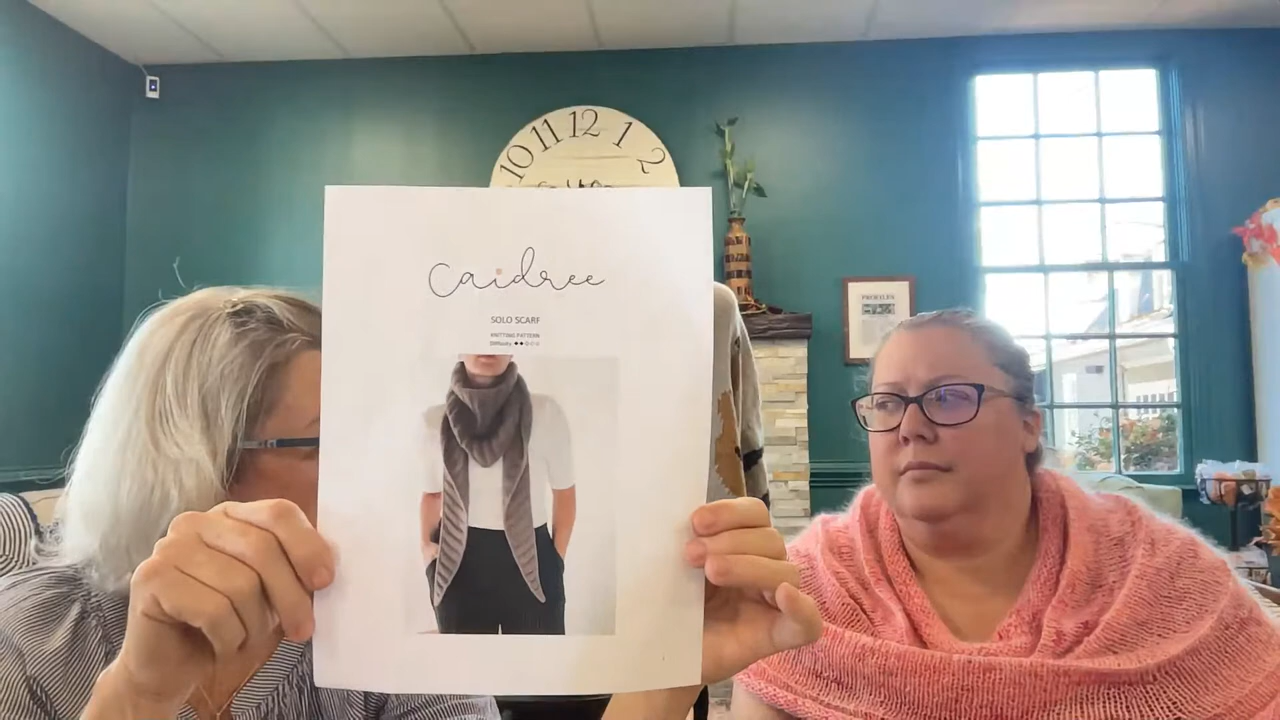 10 11 12 1 2
caidree
SOLO SCARF
KNITTING PATTERN
Difficulty
PROFILES